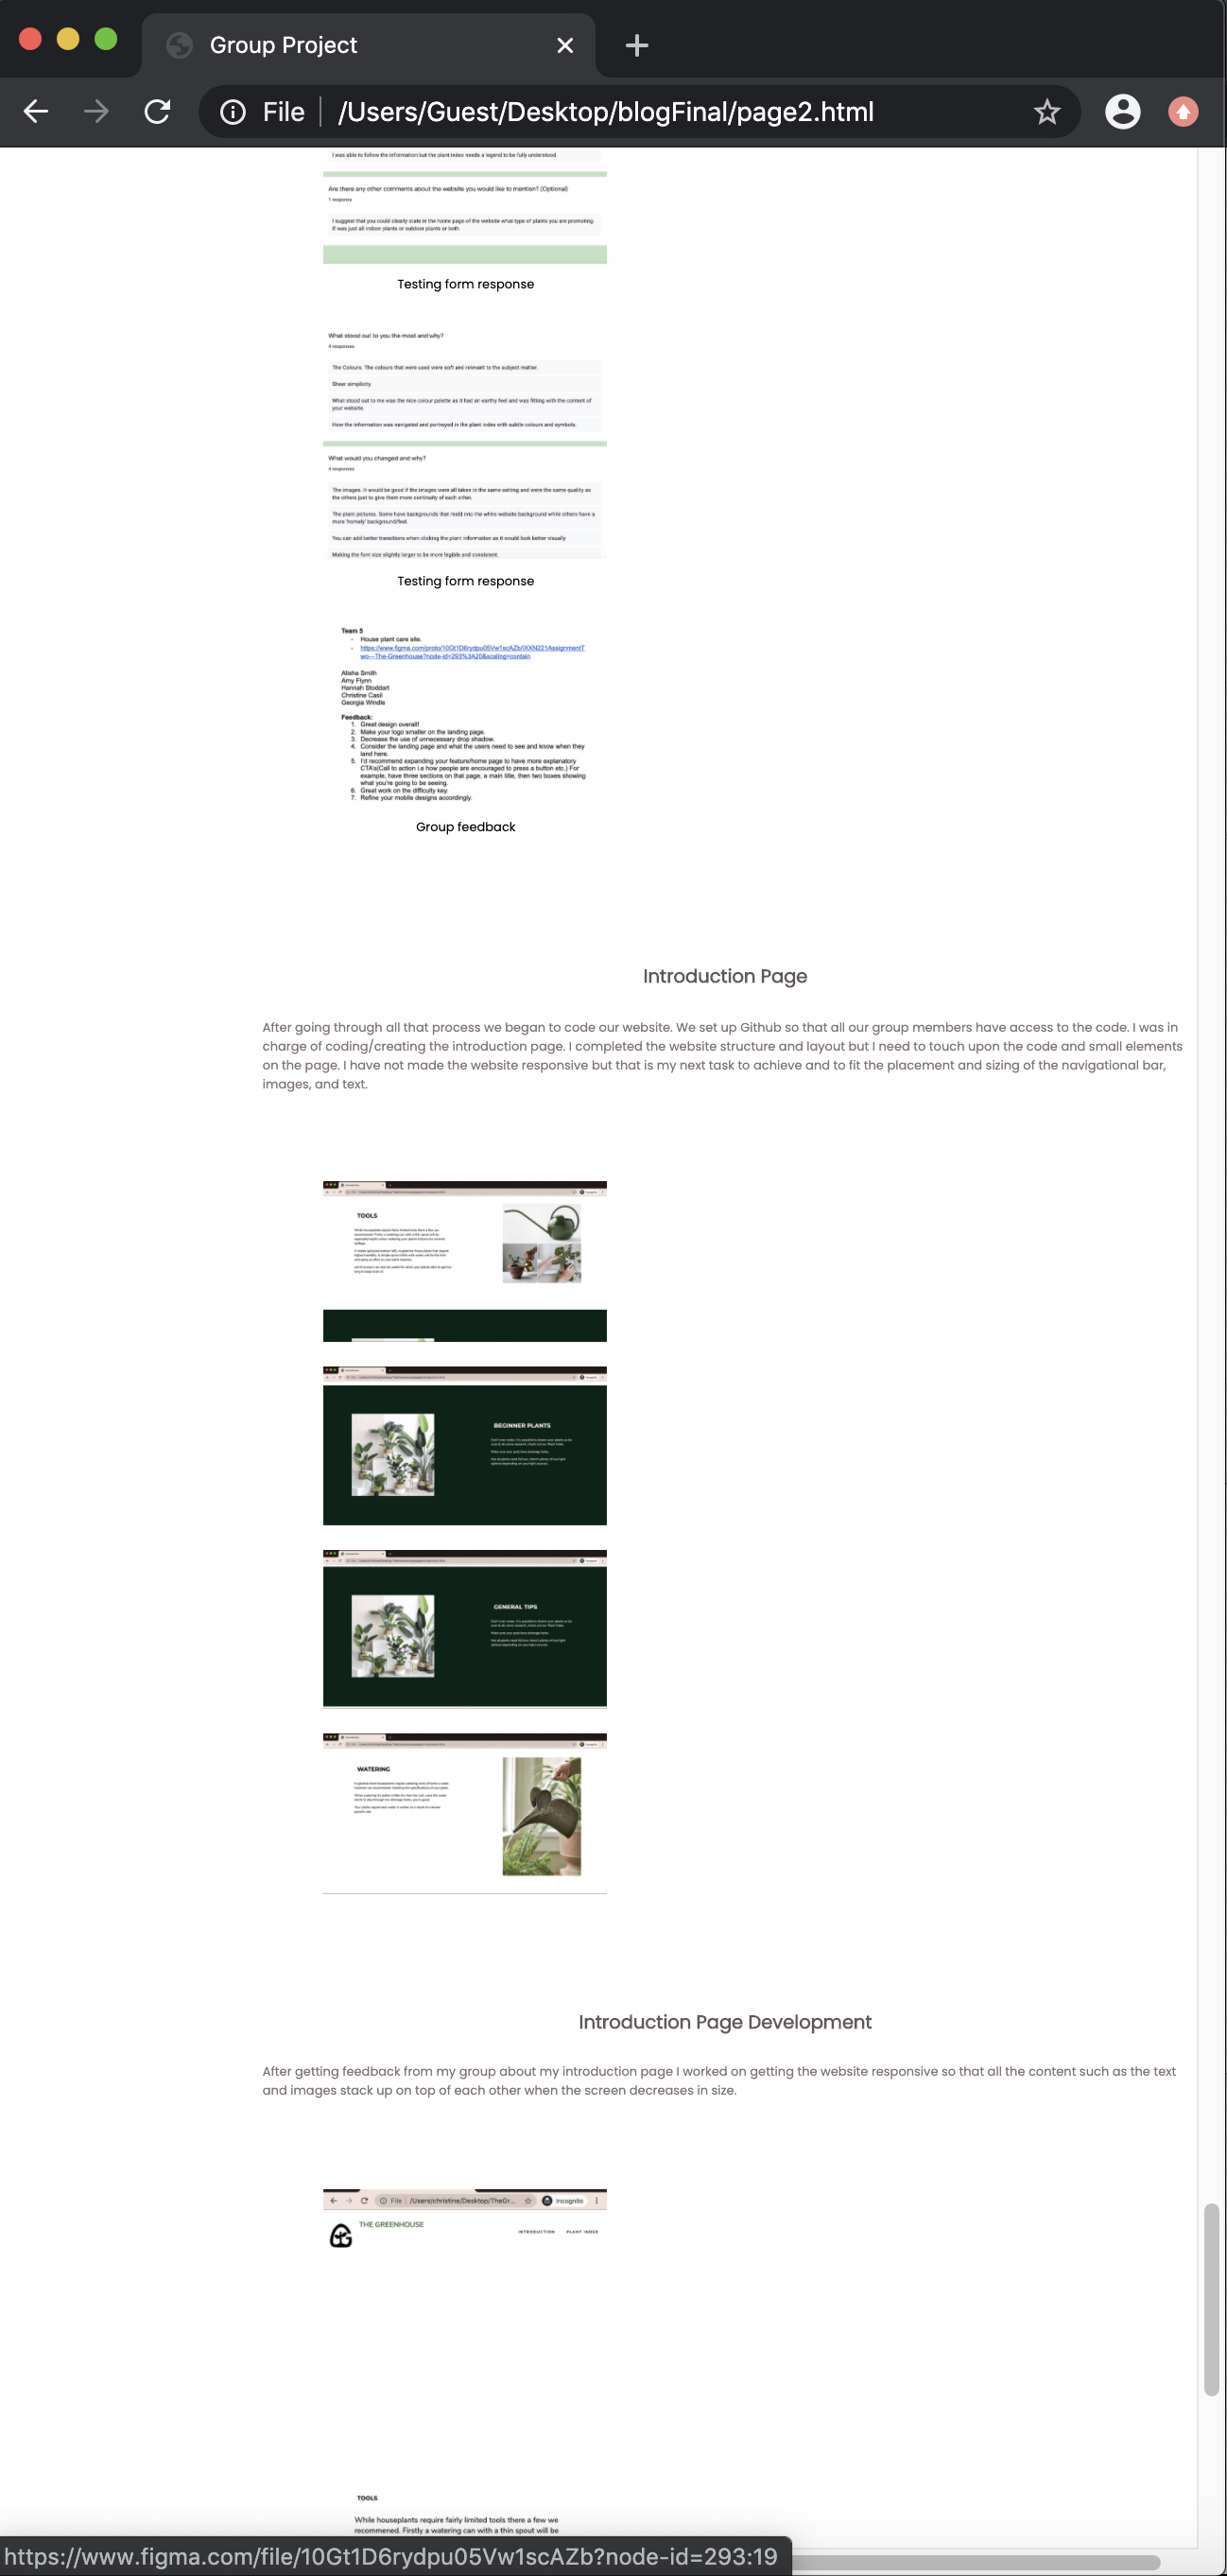 Group Project
File
/Users/Guest/Desktop/blogFinal/page2.html
I was able to follow the information but the plant index needs a legend to be fully understood.
Are there any other comments about the website you would like to mention? (Optional)
1 response
I suggest that you could clearly state in the home page of the website what type of plants you are promoting.
If was just all indoor plants or outdoor plants or both
Testing form response
What stood out to you the most and why?
4 responses
The Colours. The colours that were used were soft and relevant to the subject matter.
Sheer simplicity.
What stood out to me was the nice colour palette as it had an earthy feel and was fitting with the content of
your website.
How the information was navigated and portrayed in the plant index with subtle colours and symbols.
What would you changed and why?
4 responses
The images. It would be good if the images were all taken in the same setting and were the same quality as
the others just to give them more continuity of each other.
The plant pictures. Some have backgrounds that mold into the white website background while others have a
more 'homely' background/feel.
You can add better transitions when clicking the plant information as it would look better visually
Making the font size slightly larger to be more legible and consistent.
Testing form response
Team 5
- House plant care site.
- https://www.figma.com/proto/10Gt1D6rydpu05Vw1scAZb/IXXN221AssignmentT
wo—The-Greenhouse?node-id=293%3A20&scaling=contain
Alisha Smith
Amy Flynn
Hannah Stoddart
Christine Casil
Georgia Windle
Feedback:
1. Great design overall!
2. Make your logo smaller on the landing page.
3. Decrease the use of unnecessary drop shadow.
4. Consider the landing page and what the users need to see and know when they
land here.
5. I'd recommend expanding your feature/home page to have more explanatory
CTA's(Call to action i.e how people are encouraged to press a button etc.) For
example, have three sections on that page, a main title, then two boxes showing
what you're going to be seeing.
6. Great work on the difficulty key.
7. Refine your mobile designs accordingly.
Group feedback
Introduction Page
After going through all that process we began to code our website. We set up Github so that all our group members have access to the code. I was in
charge of coding/creating the introduction page. I completed the website structure and layout but I need to touch upon the code and small elements
on the page. I have not made the website responsive but that is my next task to achieve and to fit the placement and sizing of the navigational bar,
images, and text.
TOOLS
BEGINNER PLANTS
GENERAL TIPS
WATERING
Introduction Page Development
After getting feedback from my group about my introduction page I worked on getting the website responsive so that all the content such as the text
and images stack up on top of each other when the screen decreases in size.
File /Users/christine/Desktop/TheGr... Incognito
THE GREENHOUSE
INTRODUCTION PLANT INDEX
TOOLS
While houseplants require fairly limited tools there a few we
recommened. Firstly a watering can with a thin spout will be
https://www.figma.com/file/10Gt1D6rydpu05Vw1scAZb?node-id=293:19